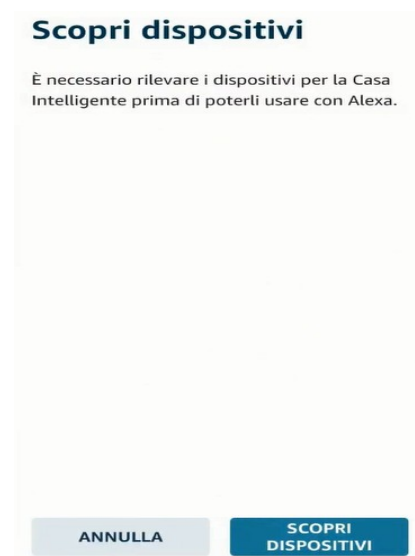 Scopri dispositivi
È necessario rilevare i dispositivi per la Casa
Intelligente prima di poterli usare con Alexa.
ANNULLA
SCOPRI
DISPOSITIVI